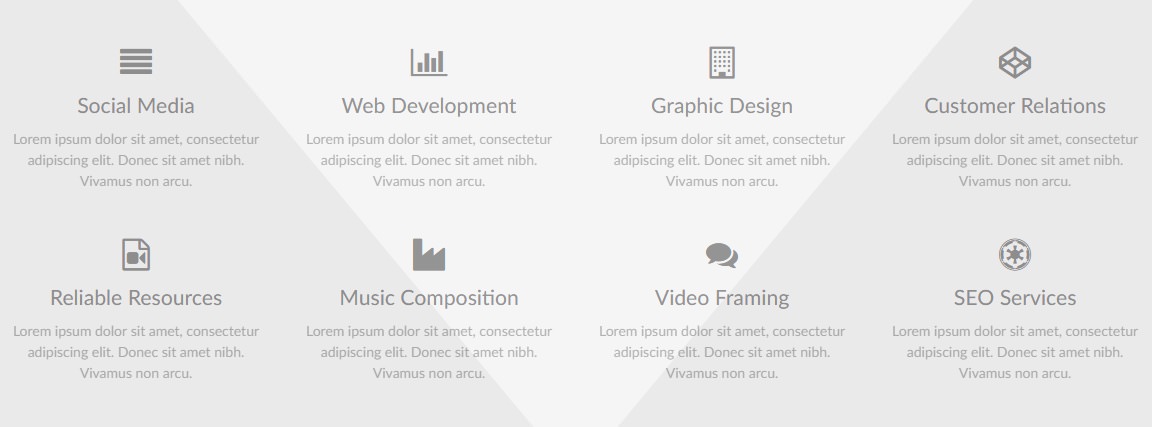 Social Media
Lorem ipsum dolor sit amet, consectetur
adipiscing elit. Donec sit amet nibh.
Vivamus non arcu.
Web Development
Lorem ipsum dolor sit amet, consectetur
adipiscing elit. Donec sit amet nibh.
Vivamus non arcu.
Graphic Design
Lorem ipsum dolor sit amet, consectetur
adipiscing elit. Donec sit amet nibh.
Vivamus non arcu.
Customer Relations
Lorem ipsum dolor sit amet, consectetur
adipiscing elit. Donec sit amet nibh.
Vivamus non arcu.
Reliable Resources
Lorem ipsum dolor sit amet, consectetur
adipiscing elit. Donec sit amet nibh.
Vivamus non arcu.
Music Composition
Lorem ipsum dolor sit amet, consectetur
adipiscing elit. Donec sit amet nibh.
Vivamus non arcu.
Video Framing
Lorem ipsum dolor sit amet, consectetur
adipiscing elit. Donec sit amet nibh.
Vivamus non arcu.
SEO Services
Lorem ipsum dolor sit amet, consectetur
adipiscing elit. Donec sit amet nibh.
Vivamus non arcu.